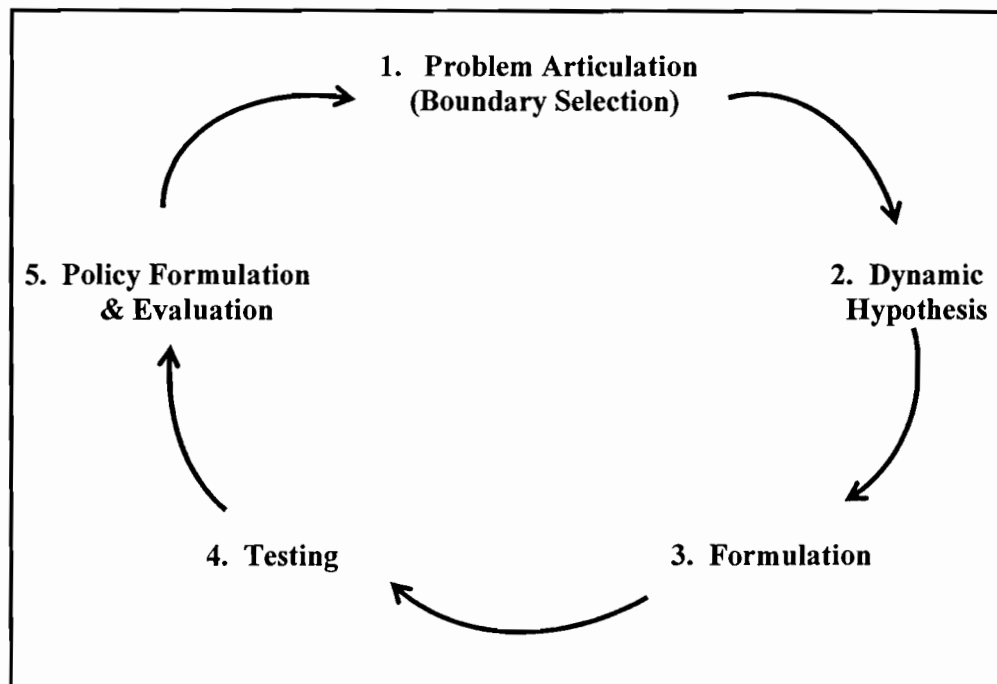 1. Problem Articulation
(Boundary Selection)
2. Dynamic
Hypothesis
3. Formulation
4. Testing
5. Policy Formulation
& Evaluation